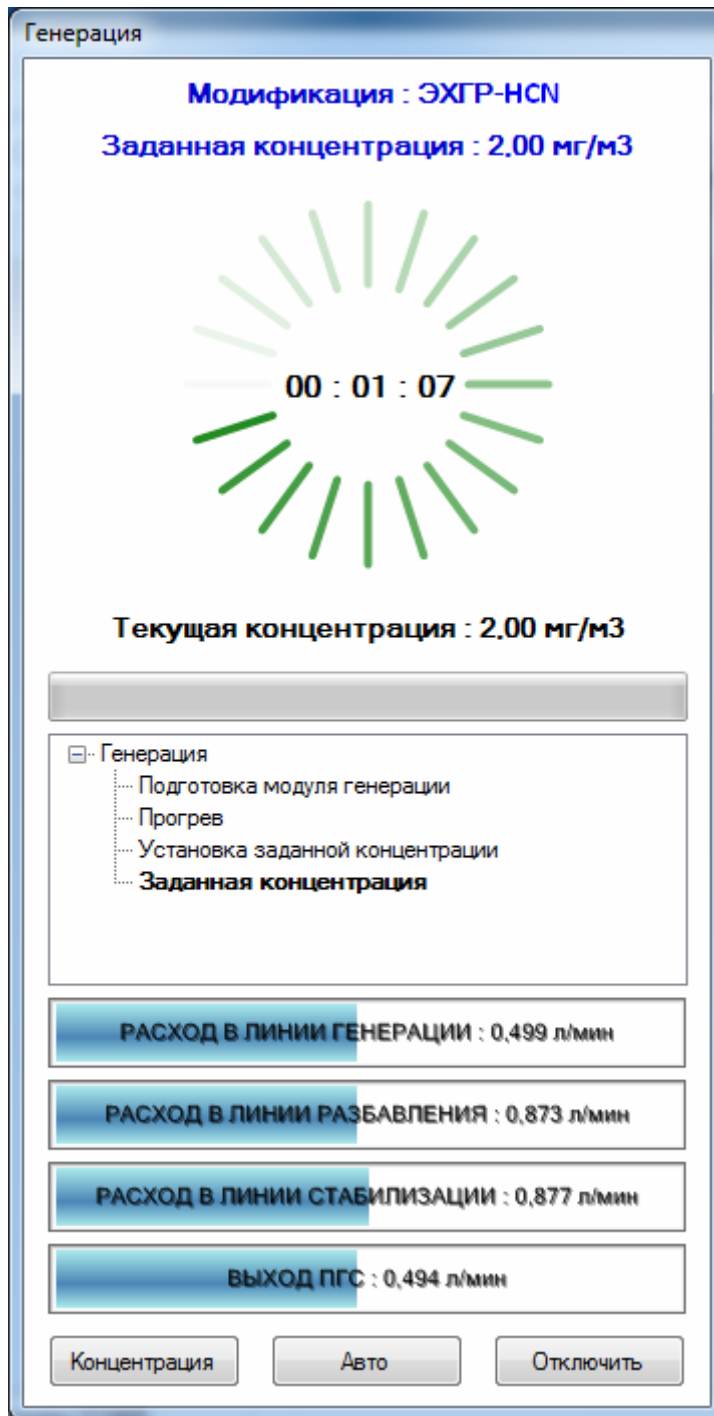 Генерация
Модификация : ЭХГР-HCN
Заданная концентрация : 2,00 мг/м3
00 : 01 : 07
Текущая концентрация : 2,00 мг/м3
Генерация
Подготовка модуля генерации
Прогрев
Установка заданной концентрации
Заданная концентрация
РАСХОД В ЛИНИИ ГЕНЕРАЦИИ : 0,499 л/мин
РАСХОД В ЛИНИИ РАЗБАВЛЕНИЯ : 0,873 л/мин
РАСХОД В ЛИНИИ СТАБИЛИЗАЦИИ : 0,877 л/мин
ВЫХОД ПГС : 0,494 л/мин
Концентрация Авто Отключить